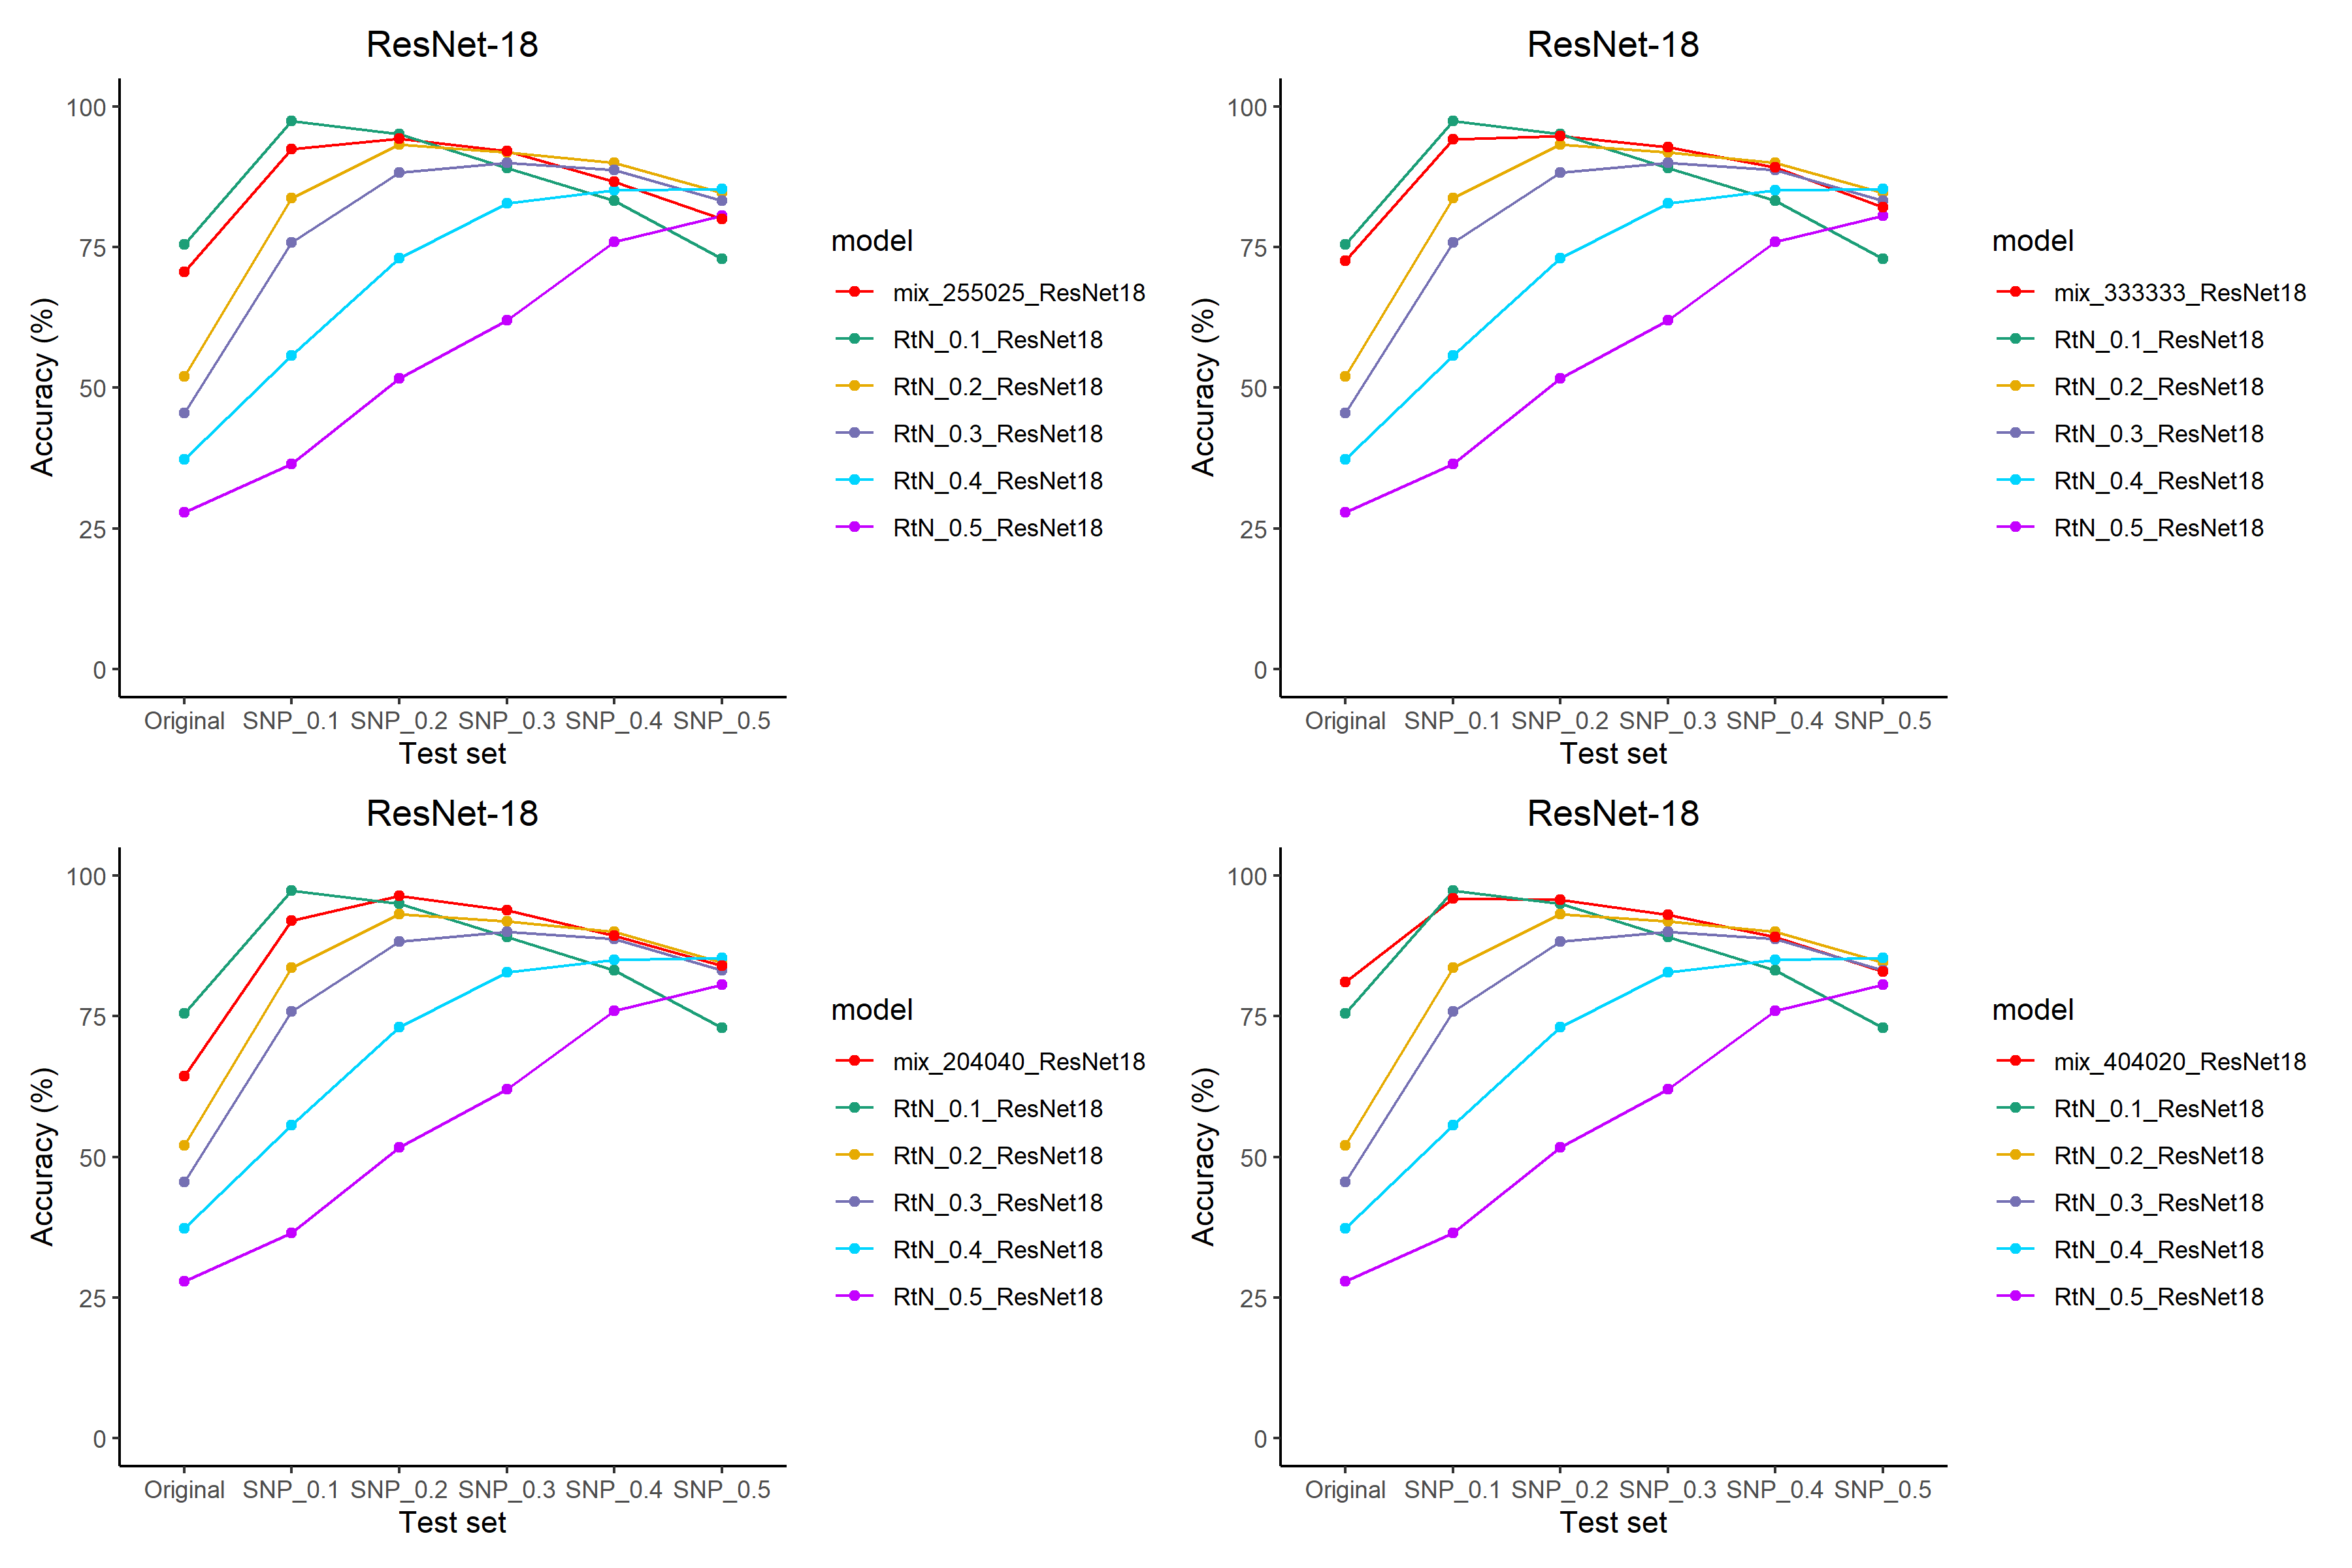 ResNet-18
100
75
50
25
0
Accuracy (%)
Original SNP_0.1 SNP_0.2 SNP_0.3 SNP_0.4 SNP_0.5
Test set
model
mix_255025_ResNet18
RtN_0.1_ResNet18
RtN_0.2_ResNet18
RtN_0.3_ResNet18
RtN_0.4_ResNet18
RtN_0.5_ResNet18
ResNet-18
100
75
50
25
0
Accuracy (%)
Original SNP_0.1 SNP_0.2 SNP_0.3 SNP_0.4 SNP_0.5
Test set
model
mix_333333_ResNet18
RtN_0.1_ResNet18
RtN_0.2_ResNet18
RtN_0.3_ResNet18
RtN_0.4_ResNet18
RtN_0.5_ResNet18
ResNet-18
100
75
50
25
0
Accuracy (%)
Original SNP_0.1 SNP_0.2 SNP_0.3 SNP_0.4 SNP_0.5
Test set
model
mix_204040_ResNet18
RtN_0.1_ResNet18
RtN_0.2_ResNet18
RtN_0.3_ResNet18
RtN_0.4_ResNet18
RtN_0.5_ResNet18
ResNet-18
100
75
50
25
0
Accuracy (%)
Original SNP_0.1 SNP_0.2 SNP_0.3 SNP_0.4 SNP_0.5
Test set
model
mix_404020_ResNet18
RtN_0.1_ResNet18
RtN_0.2_ResNet18
RtN_0.3_ResNet18
RtN_0.4_ResNet18
RtN_0.5_ResNet18